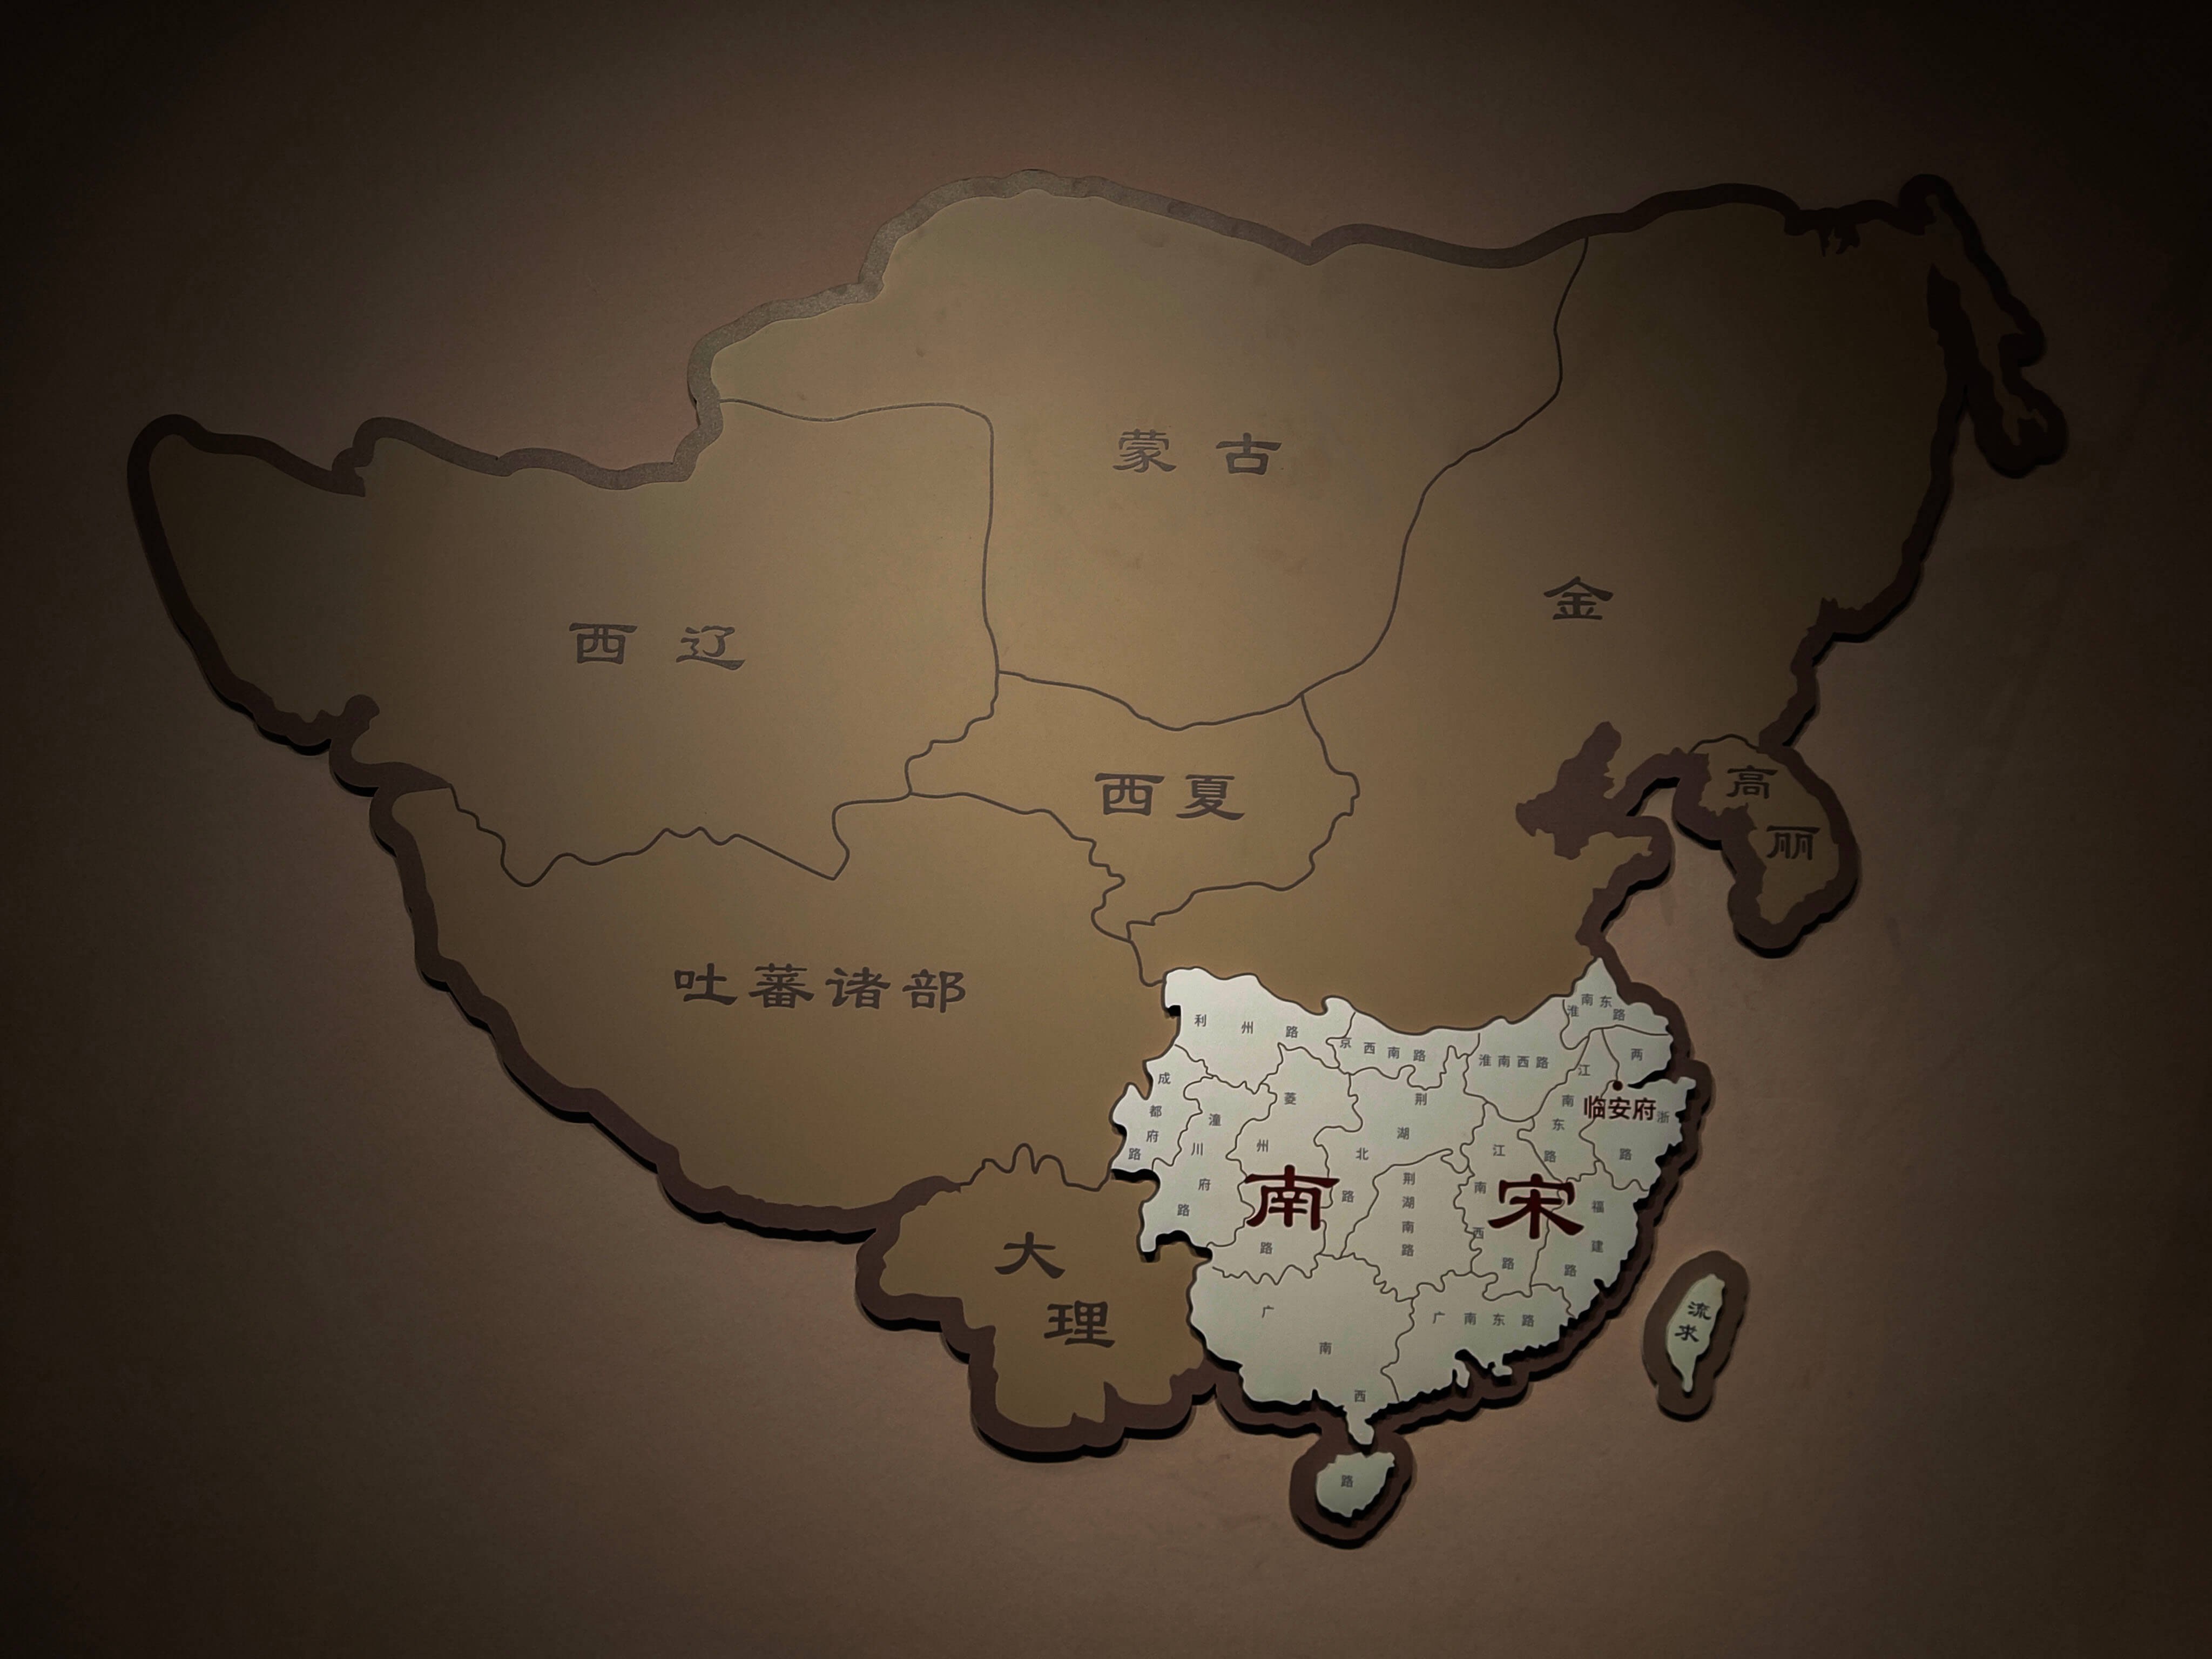 蒙古
金
西辽
西夏
高丽
吐蕃诸部
大理
南宋
临安府
利州路
京西南路
淮南东路
淮南西路
两浙路
江南东路
成都府路
潼川府路
菱州路
荆湖北路
荆湖南路
江南西路
福建路
广南东路
广南西路
流求